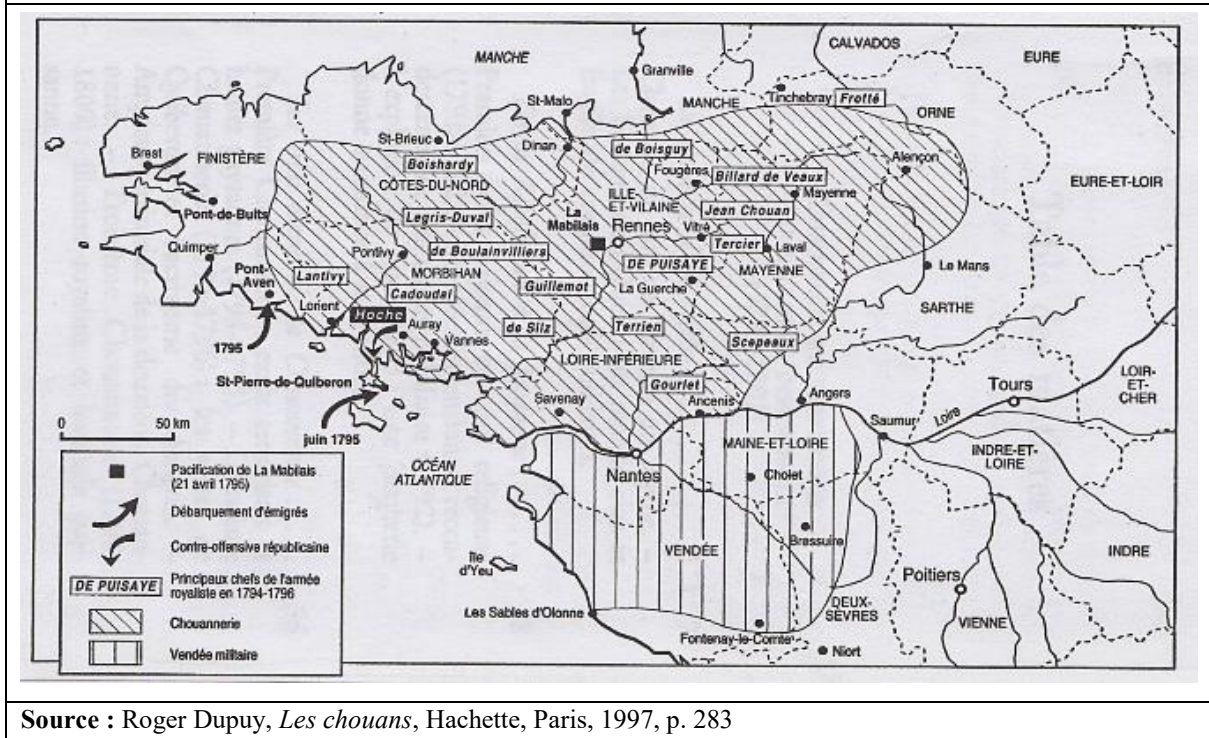 MANCHE
CALVADOS
EURE
Granville
MANCHE
Tinchebray
Frotté
ORNE
St-Malo
St-Brieuc
Dinan
de Boisguy
Brest
FINISTÈRE
Boishardy
Fougères
Billard de Veaux
Alençon
CÔTES-DU-NORD
ILLE-
ET-VILAINE
Mayenne
EURE-ET-LOIR
Pont-de-Buits
Legris-Duval
La
Mabilais
Rennes
Jean Chouan
Vitré
Quimper
Pontivy
de Boulainvilliers
Tercier
Laval
Pont-
Aven
Lantivy
MORBIHAN
DE PUISAYE
MAYENNE
Le Mans
Cadoudal
Guillemot
La Guerche
Lorient
Hoche
SARTHE
Auray
de Silz
Terrien
Vannes
Scepeaux
1795
LOIRE-INFÉRIEURE
LOIR-
ET-
CHER
St-Pierre-de-Quiberon
Gourlet
Tours
Savenay
Ancenis
Angers
Saumur
Loire
juin 1795
0
50 km
MAINE-ET-LOIRE
INDRE-ET-
LOIRE
OCÉAN
ATLANTIQUE
Nantes
Cholet
Pacification de La Mabilais
(21 avril 1795)
Débarquement d'émigrés
Bressuire
Contre-offensive républicaine
VENDÉE
INDRE
île
d'Yeu
Poitiers
DE PUISAYE
Principaux chefs de l'armée
royaliste en 1794-1796
Les Sables d'Olonne
DEUX-
SÈVRES
VIENNE
Chouannerie
Fontenay-le-Comte
Vendée militaire
Niort
Source : Roger Dupuy, Les chouans, Hachette, Paris, 1997, p. 283